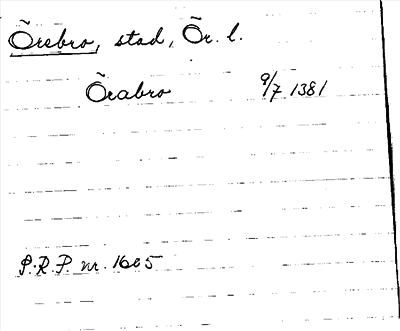 Örebro, stad, Ör. l.
Örabro 9/7 1381
S.R.P. nr. 1605